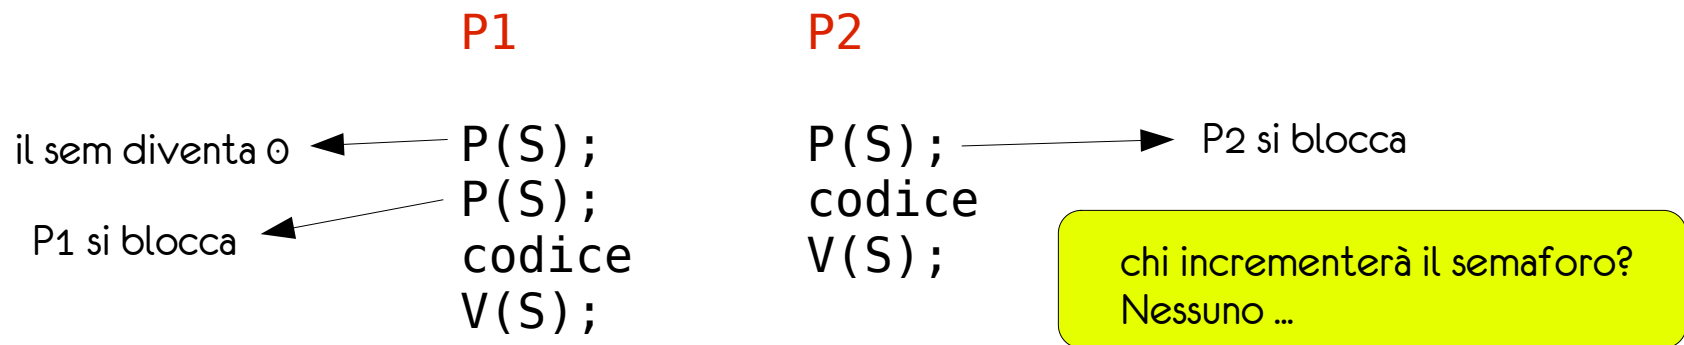 P1 P2
il sem diventa 0
P(S);
P(S);
P2 si blocca
P1 si blocca
P(S);
codice
codice
V(S);
V(S);
chi incrementerà il semaforo?
Nessuno ...